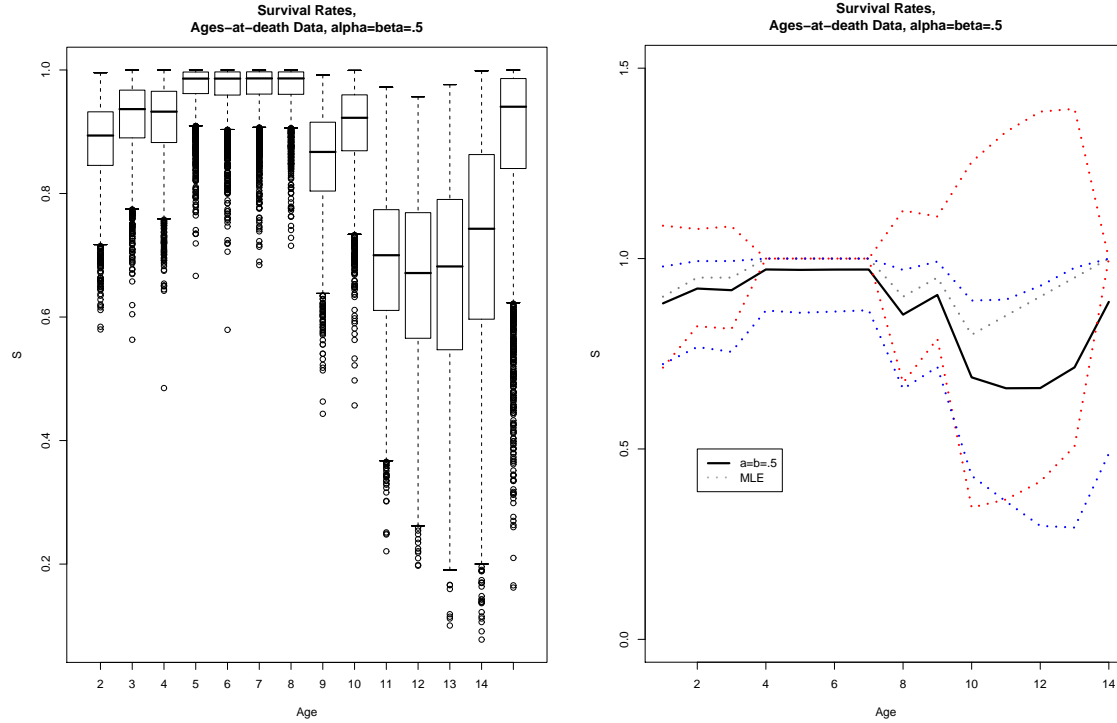 Survival Rates,
Ages−at−death Data, alpha=beta=.5
1.0
0.8
0.6
0.4
0.2
S
2 3 4 5 6 7 8 9 10 11 12 13 14
Age
Survival Rates,
Ages−at−death Data, alpha=beta=.5
1.5
1.0
0.5
0.0
S
a=b=.5
MLE
2 4 6 8 10 12 14
Age